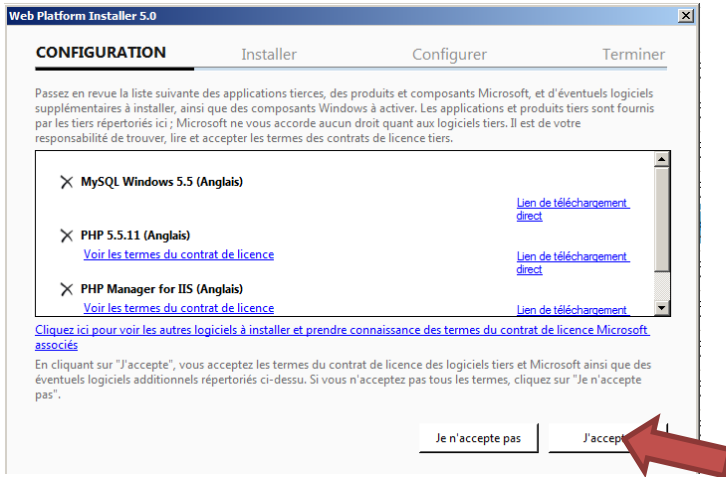 Web Platform Installer 5.0
CONFIGURATION Installer Configurer Terminer
Passez en revue la liste suivante des applications tierces, des produits et composants Microsoft, et d'éventuels logiciels
supplémentaires à installer, ainsi que des composants Windows à activer. Les applications et produits tiers sont fournis
par les tiers répertoriés ici ; Microsoft ne vous accorde aucun droit quant aux logiciels tiers. Il est de votre
responsabilité de trouver, lire et accepter les termes des contrats de licence tiers.
MySQL Windows 5.5 (Anglais)
Lien de téléchargement
direct
PHP 5.5.11 (Anglais)
Voir les termes du contrat de licence
Lien de téléchargement
direct
PHP Manager for IIS (Anglais)
Voir les termes du contrat de licence
Lien de téléchargement
Cliquez ici pour voir les autres logiciels à installer et prendre connaissance des termes du contrat de licence Microsoft
associés
En cliquant sur "J'accepte", vous acceptez les termes du contrat de licence des logiciels tiers et Microsoft ainsi que des
éventuels logiciels additionnels répertoriés ci-dessu. Si vous n'acceptez pas tous les termes, cliquez sur "Je n'accepte
pas".
Je n'accepte pas